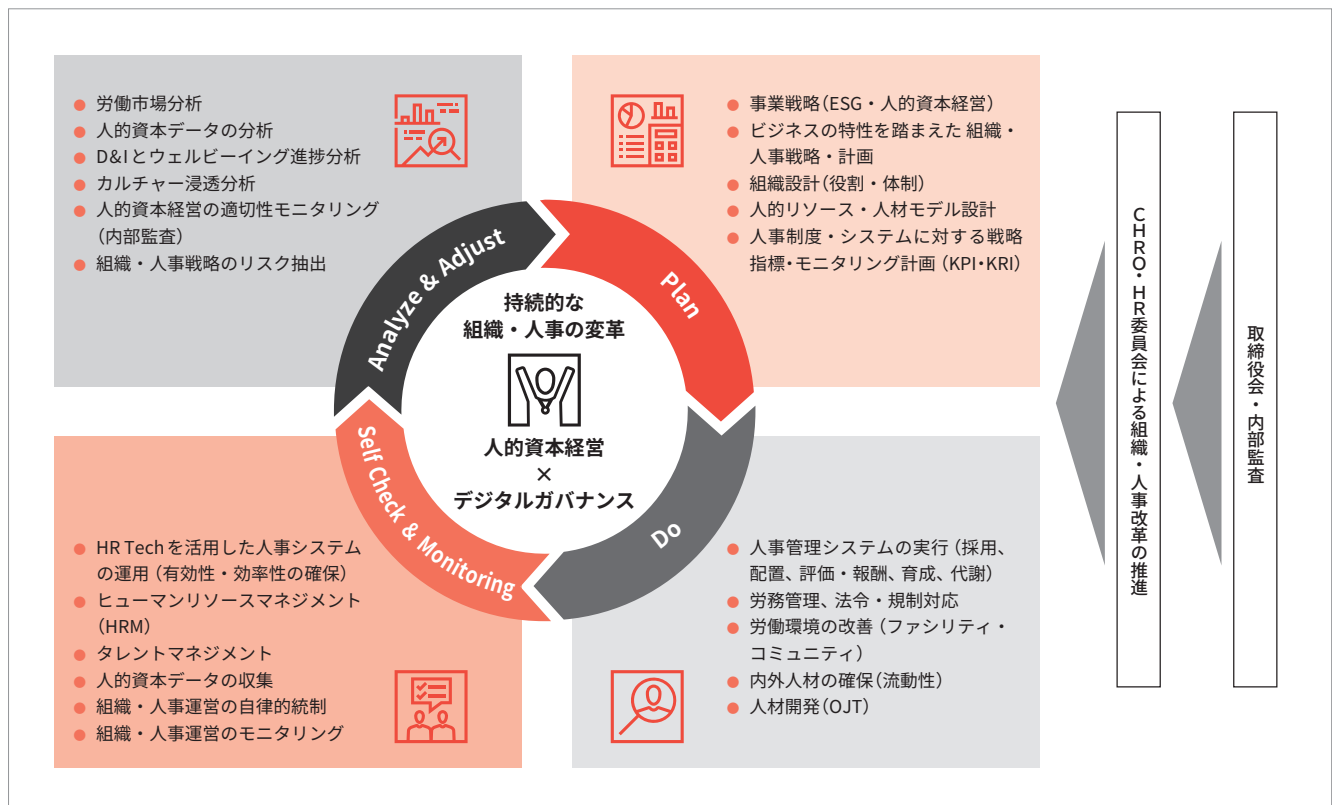 労働市場分析
人的資本データの分析
D&Iとウェルビーイング進捗分析
カルチャー浸透分析
人的資本経営の適切性モニタリング
（内部監査）
組織・人事戦略のリスク抽出
事業戦略（ESG・人的資本経営）
ビジネスの特性を踏まえた 組織・
人事戦略・計画
組織設計（役割・体制）
人的リソース・人材モデル設計
人事制度・システムに対する戦略
指標・モニタリング計画（KPI・KRI）
Analyze & Adjust
Plan
持続的な
組織・人事の変革
人的資本経営
×
デジタルガバナンス
Self Check & Monitoring
Do
HR Techを活用した人事システム
の運用（有効性・効率性の確保）
ヒューマンリソースマネジメント
（HRM）
タレントマネジメント
人的資本データの収集
組織・人事運営の自律的統制
組織・人事運営のモニタリング
人事管理システムの実行（採用、
配置、評価・報酬、育成、代謝）
労務管理、法令・規制対応
労働環境の改善（ファシリティ・
コミュニティ）
内外人材の確保（流動性）
人材開発（OJT）
CHRO・HR委員会による組織・人事改革の推進
取締役会・内部監査